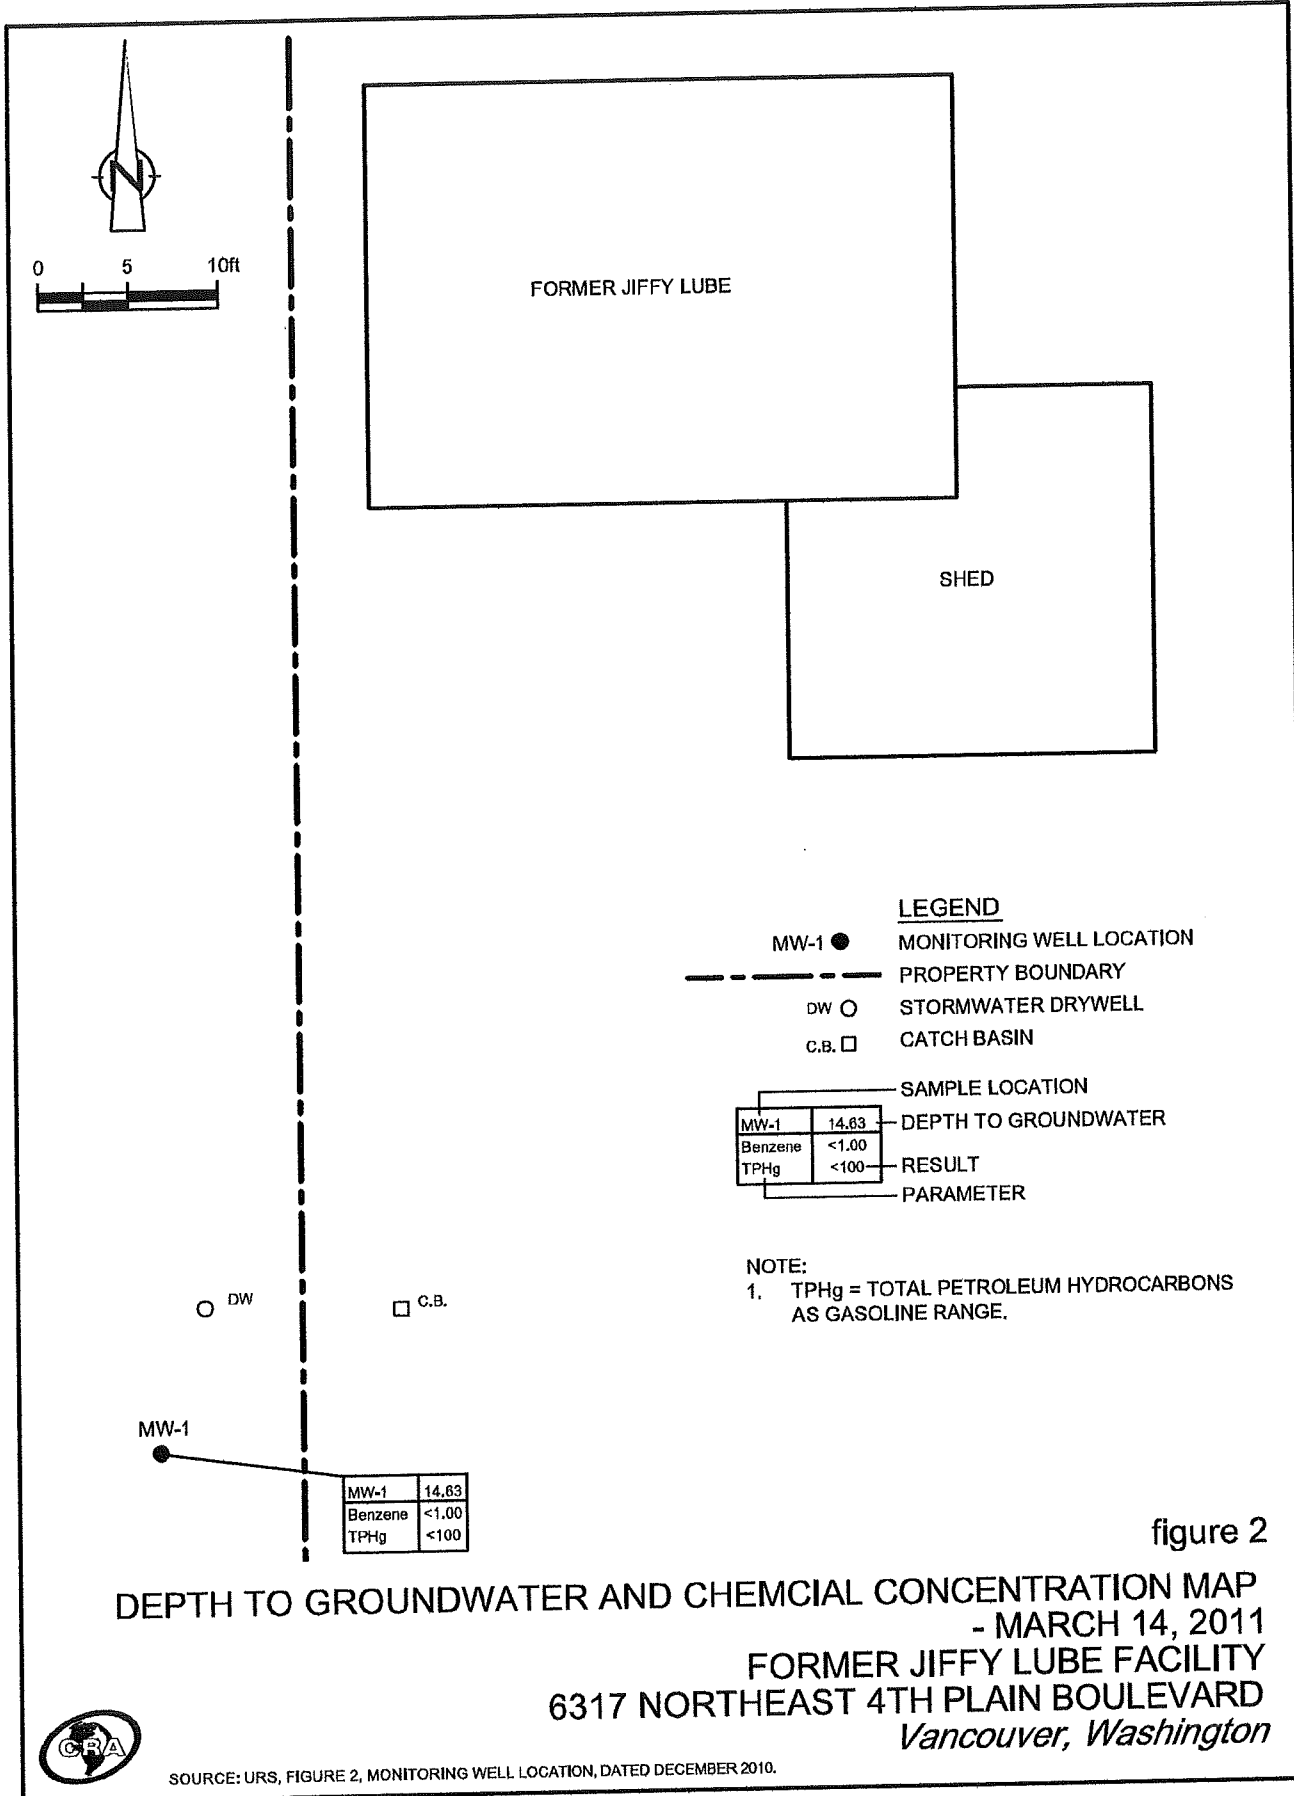 N
0 5 10ft
FORMER JIFFY LUBE
SHED
LEGEND
MW-1 MONITORING WELL LOCATION
PROPERTY BOUNDARY
DW STORMWATER DRYWELL
C.B. CATCH BASIN
SAMPLE LOCATION
MW-1 14.63 DEPTH TO GROUNDWATER
Benzene <1.00
TPHg <100 RESULT
PARAMETER
NOTE:
1. TPHg = TOTAL PETROLEUM HYDROCARBONS
AS GASOLINE RANGE.
DW
C.B.
MW-1
MW-1 14.63
Benzene <1.00
TPHg <100
figure 2
DEPTH TO GROUNDWATER AND CHEMCIAL CONCENTRATION MAP
- MARCH 14, 2011
FORMER JIFFY LUBE FACILITY
6317 NORTHEAST 4TH PLAIN BOULEVARD
Vancouver, Washington
CRA
SOURCE: URS, FIGURE 2, MONITORING WELL LOCATION, DATED DECEMBER 2010.